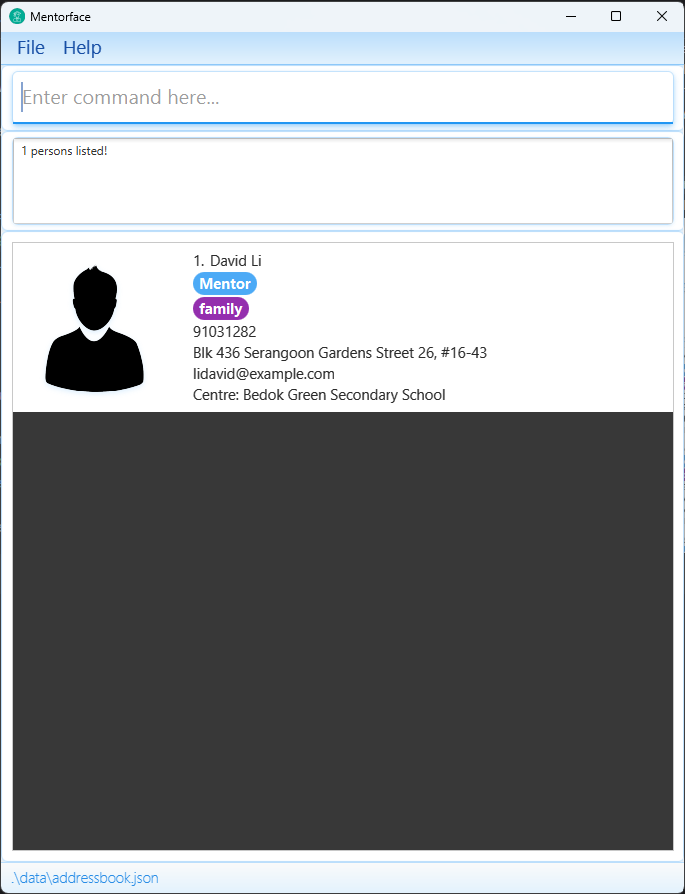 Mentorface
File Help
Enter command here...
1 persons listed!
1. David Li
Mentor
family
91031282
Blk 436 Serangoon Gardens Street 26, #16-43
lidavid@example.com
Centre: Bedok Green Secondary School
.\data\addressbook.json